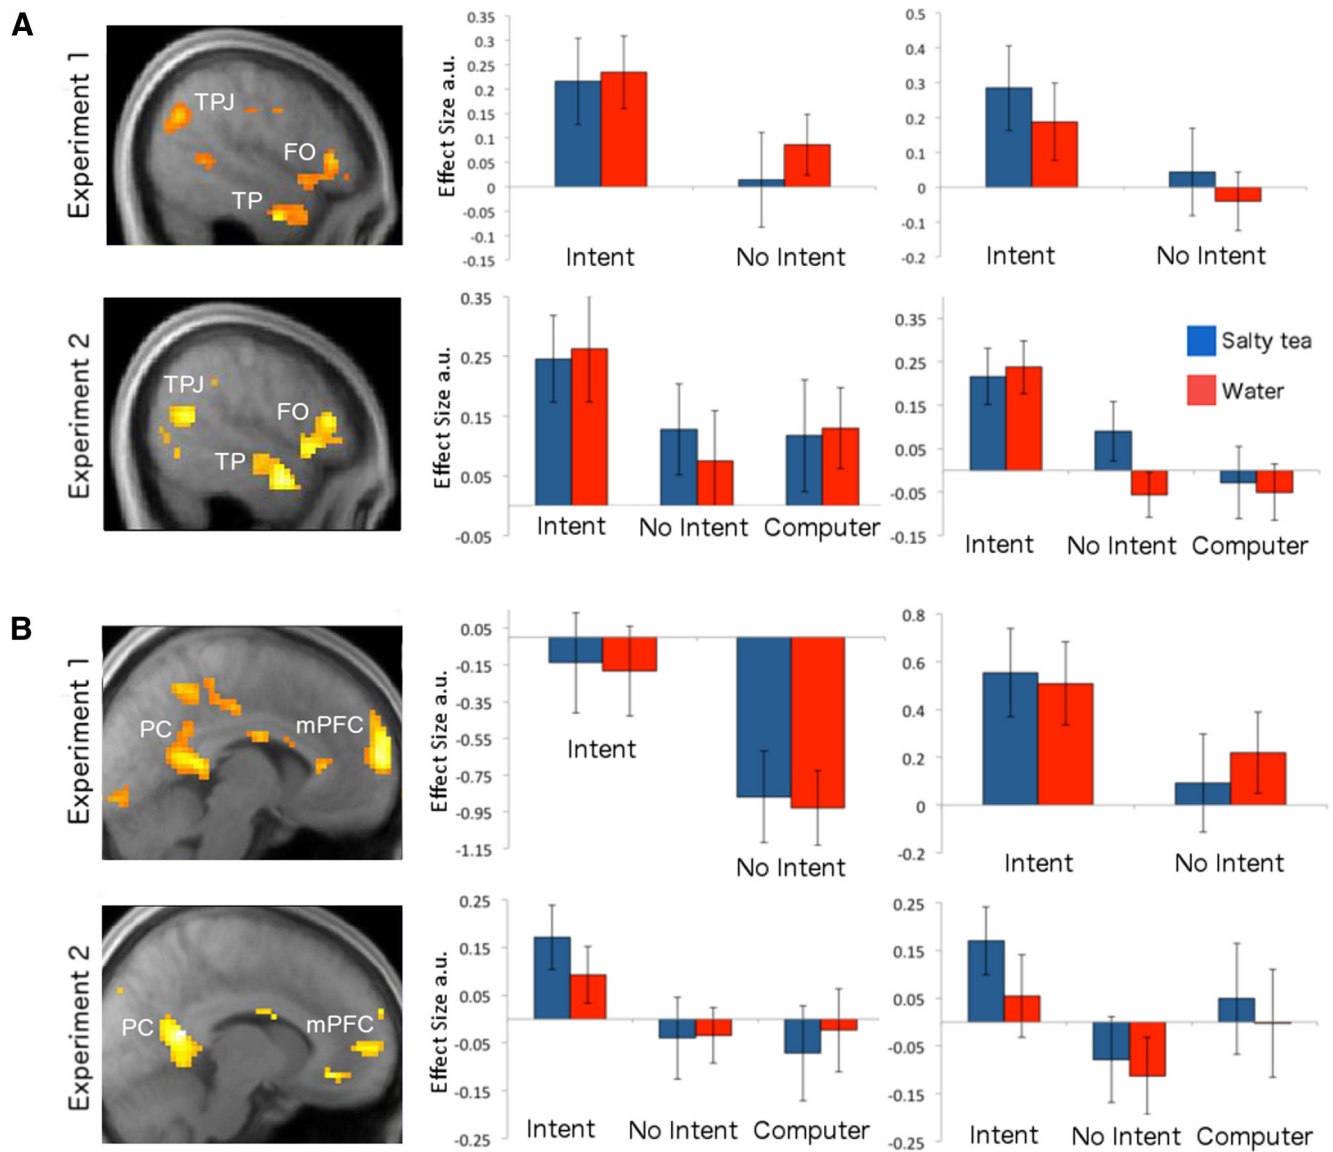 A
Experiment 1
TPJ
FO
TP
Effect Size a.u.
0.35
0.3
0.25
0.2
0.15
0.1
0.05
0
-0.05
-0.1
-0.15
Intent No Intent
0.5
0.4
0.3
0.2
0.1
0
-0.1
-0.2
Intent No Intent
Experiment 2
TPJ
FO
TP
Effect Size a.u.
0.35
0.25
0.15
0.05
-0.05
Intent No Intent Computer
0.35
0.25
0.15
0.05
-0.05
-0.15
Intent No Intent Computer
Salty tea
Water
B
Experiment 1
PC
mPFC
Effect Size a.u.
0.05
-0.15
-0.35
-0.55
-0.75
-0.95
-1.15
Intent
No Intent
0.8
0.6
0.4
0.2
0
-0.2
Intent No Intent
Experiment 2
PC
mPFC
Effect Size a.u.
0.25
0.15
0.05
-0.05
-0.15
-0.25
Intent No Intent Computer
0.25
0.15
0.05
-0.05
-0.15
-0.25
Intent No Intent Computer